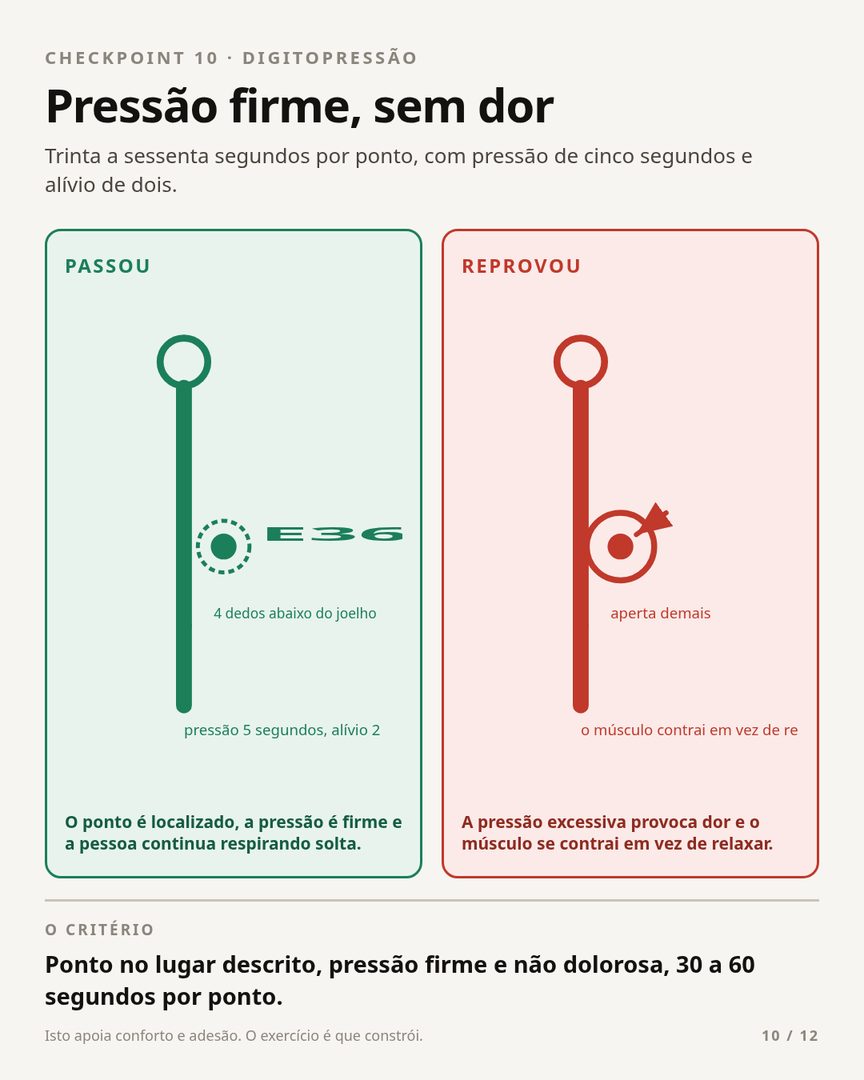 CHECKPOINT 10 · DIGITOPRESSÃO
Pressão firme, sem dor
Trinta a sessenta segundos por ponto, com pressão de cinco segundos e
alívio de dois.
PASSOU
E36
4 dedos abaixo do joelho
pressão 5 segundos, alívio 2
O ponto é localizado, a pressão é firme e
a pessoa continua respirando solta.
REPROVOU
aperta demais
o músculo contrai em vez de re
A pressão excessiva provoca dor e o
músculo se contrai em vez de relaxar.
O CRITÉRIO
Ponto no lugar descrito, pressão firme e não dolorosa, 30 a 60
segundos por ponto.
Isto apoia conforto e adesão. O exercício é que constrói.
10 / 12